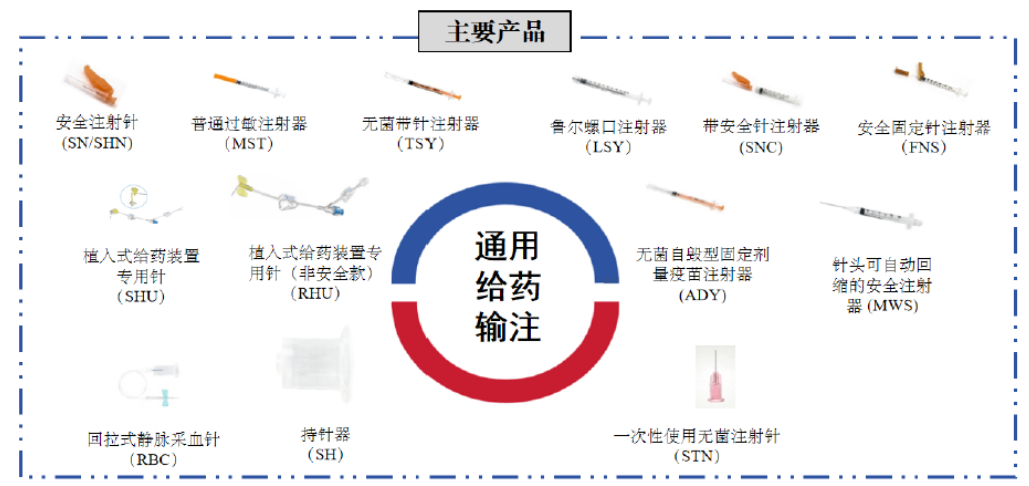 主要产品
安全注射针
(SN/SHN)
普通过敏注射器
(MST)
无菌带针注射器
(TSY)
鲁尔螺口注射器
(LSY)
带安全针注射器
(SNC)
安全固定针注射器
(FNS)
植入式给药装置
专用针
(SHU)
植入式给药装置专
用针（非安全款）
(RHU)
通用
给药
输注
无菌自毁型固定剂
量疫苗注射器
(ADY)
针头可自动回
缩的安全注射
器 (MWS)
回拉式静脉采血针
(RBC)
持针器
(SH)
一次性使用无菌注射针
(STN)